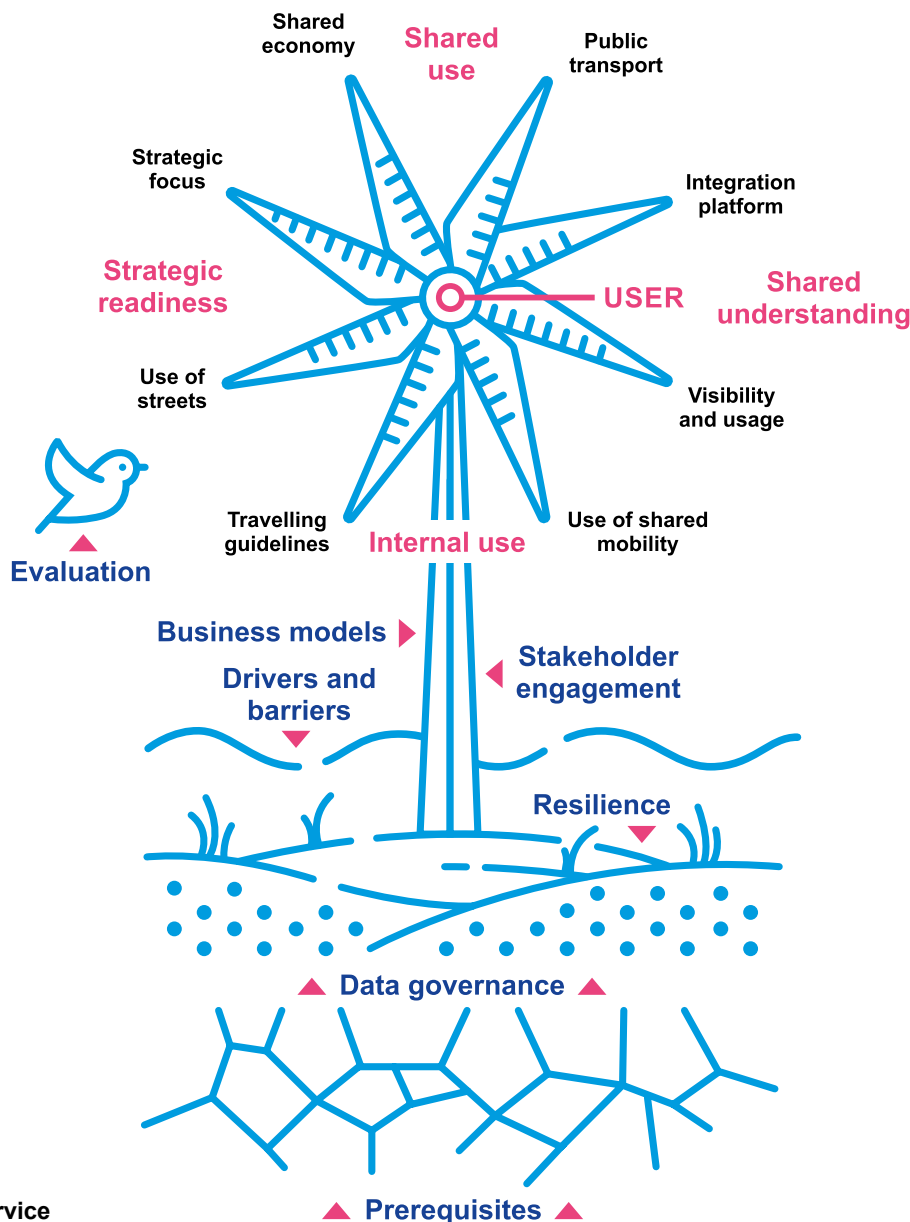 Shared
economy
Shared
use
Public
transport
Strategic
focus
Integration
platform
Strategic
readiness
USER
Shared
understanding
Use of
streets
Visibility
and usage
Travelling
guidelines
Internal use
Use of shared
mobility
Evaluation
Business models
Stakeholder
engagement
Drivers and
barriers
Resilience
Data governance
rvice
Prerequisites